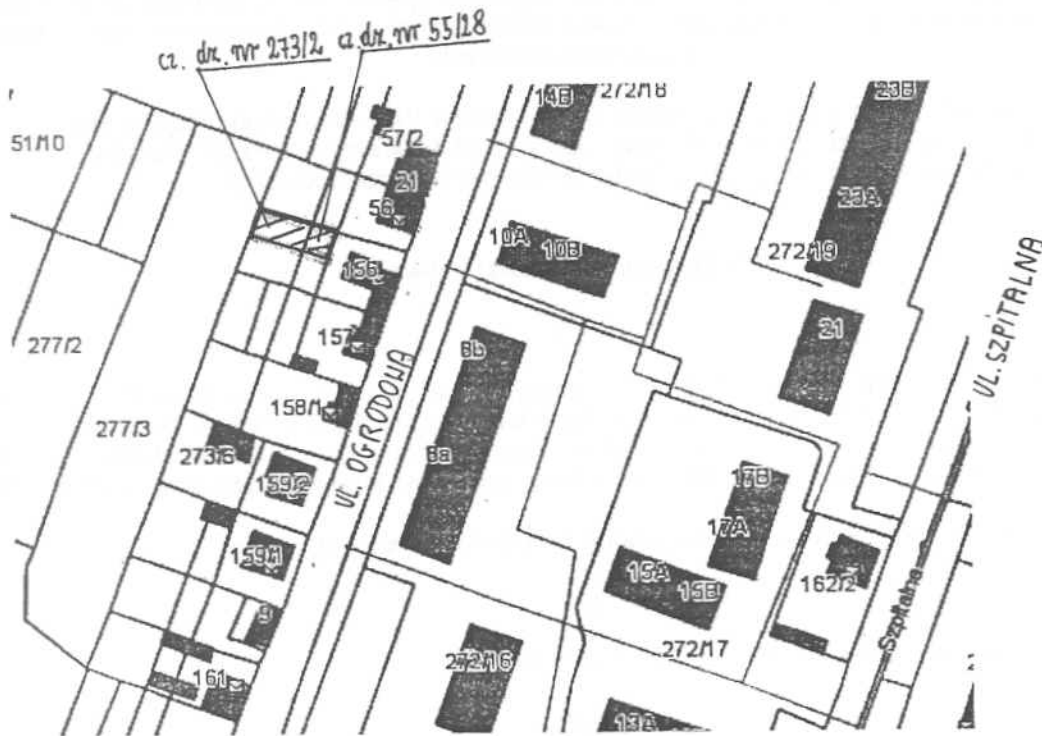 cz. dz. nr 273/2 cz. dz. nr 55/28
14B
272/18
23B
51/10
57/2
21
56
23A
10A
10B
272/19
155
21
157
UL. SZPITALNA
8b
277/2
158/1
UL. OGRODOWA
277/3
8a
273/6
159/2
17B
17A
159/1
15A
15B
162/2
Szpitalna
9
272/16
272/17
161
13A